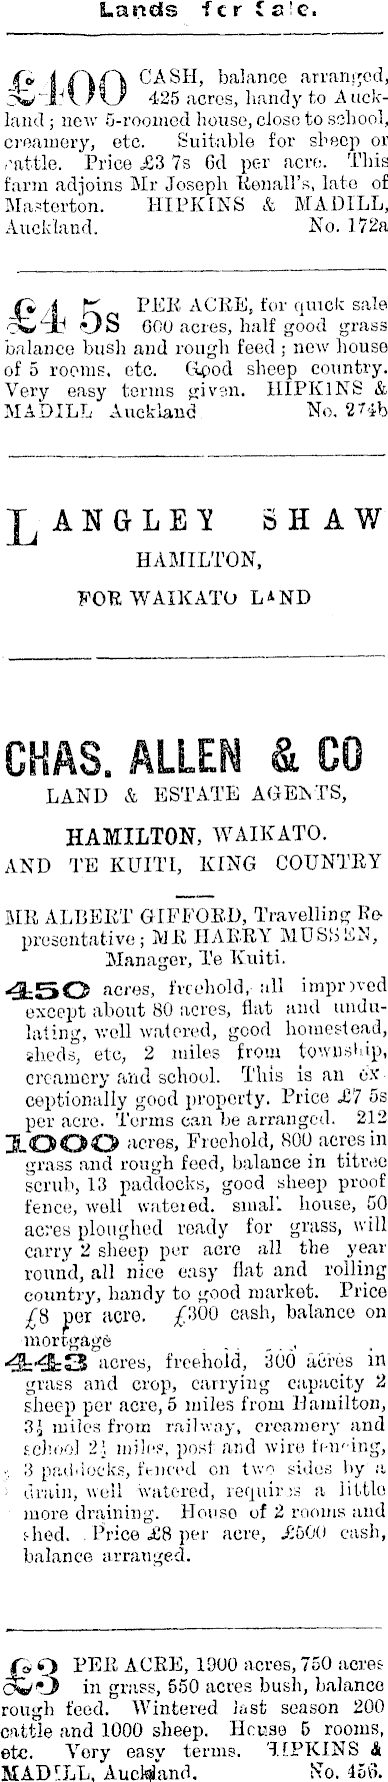 Lands for Sale.
£400 CASH, balance arranged,
425 acres, handy to Auck-
land ; new 5-roomed house, close to school,
creamery, etc. Suitable for sheep or
cattle. Price £3 7s 6d per acre. This
farm adjoins Mr Joseph Renall's, late of
Masterton. HIPKINS & MADILL,
Auckland. No. 172a
£4 5s PER ACRE, for quick sale
600 acres, half good grass
balance bush and rough feed ; new house
of 5 rooms, etc. Good sheep country.
Very easy terms given. HIPKINS &
MADILL Auckland No. 274b
LANGLEY SHAW
HAMILTON,
FOR WAIKATO LAND
CHAS. ALLEN & CO
LAND & ESTATE AGENTS,
HAMILTON, WAIKATO.
AND TE KUITI, KING COUNTRY
MR ALBERT GIFFORD, Travelling Re-
presentative ; MR HARRY MUSSEN,
Manager, Te Kuiti.
450 acres, freehold, all improved
except about 80 acres, flat and undu-
lating, well watered, good homestead,
sheds, etc, 2 miles from township,
creamery and school. This is an ex-
ceptionally good property. Price £7 5s
per acre. Terms can be arranged. 212
1000 acres, Freehold, 800 acres in
grass and rough feed, balance in titree
scrub, 13 paddocks, good sheep proof
fence, well watered. small house, 50
acres ploughed ready for grass, will
carry 2 sheep per acre all the year
round, all nice easy flat and rolling
country, handy to good market. Price
£8 per acre. £300 cash, balance on
mortgage
443 acres, freehold, 300 acres in
grass and crop, carrying capacity 2
sheep per acre, 5 miles from Hamilton,
3½ miles from railway, creamery and
school 2½ miles, post and wire fencing,
3 paddocks, fenced on two sides by a
drain, well watered, requires a little
more draining. House of 2 rooms and
shed. Price £8 per acre, £500 cash,
balance arranged.
£3 PER ACRE, 1900 acres, 750 acres
in grass, 550 acres bush, balance
rough feed. Wintered last season 200
cattle and 1000 sheep. House 5 rooms,
etc. Very easy terms. HIPKINS &
MADILL, Auckland. No. 456.